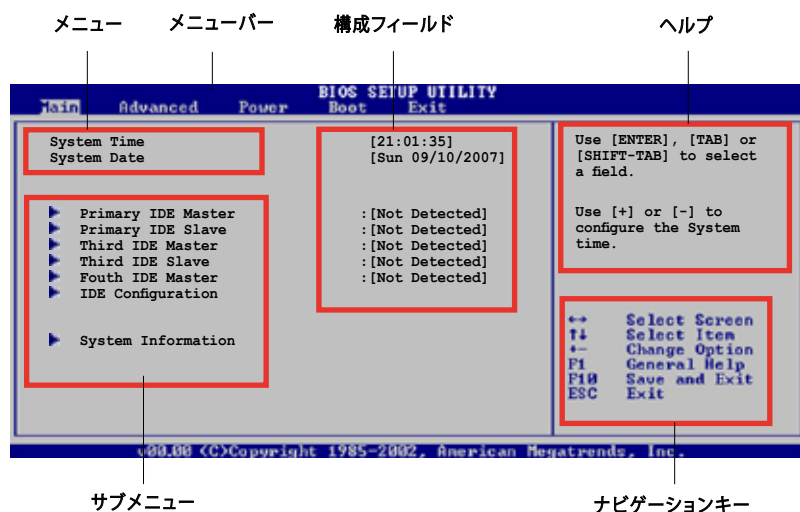 メニュー メニューバー 構成フィールド ヘルプ
BIOS SETUP UTILITY
Main Advanced Power Boot Exit
System Time [21:01:35]
System Date [Sun 09/10/2007]
Primary IDE Master :[Not Detected]
Primary IDE Slave :[Not Detected]
Third IDE Master :[Not Detected]
Third IDE Slave :[Not Detected]
Fouth IDE Master :[Not Detected]
IDE Configuration
System Information
Use [ENTER], [TAB] or
[SHIFT-TAB] to select
a field.
Use [+] or [-] to
configure the System
time.
←→ Select Screen
↑↓ Select Item
+- Change Option
F1 General Help
F10 Save and Exit
ESC Exit
v00.00 (C)Copyright 1985-2002, American Megatrends, Inc.
サブメニュー ナビゲーションキー